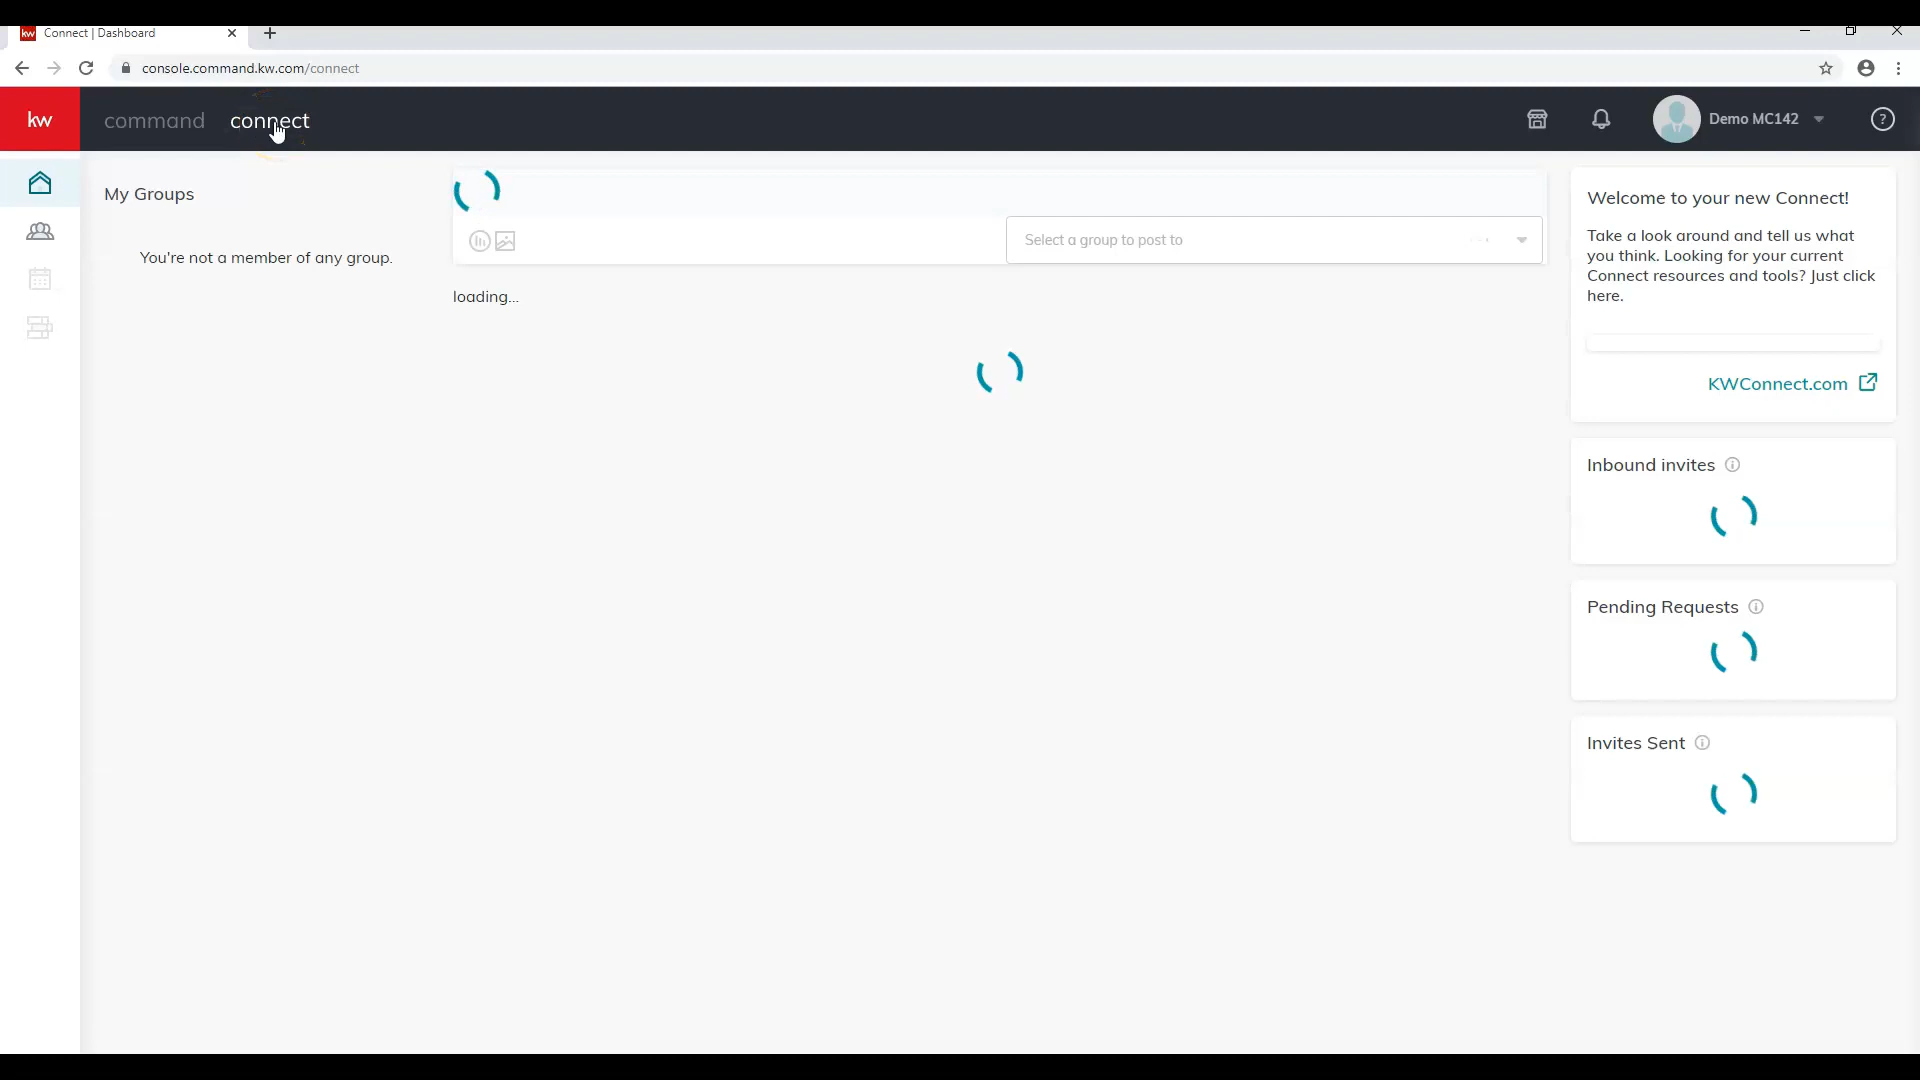 kw Connect | Dashboard
console.command.kw.com/connect
kw command connect Demo MC142 ?
My Groups
You're not a member of any group.
Select a group to post to
loading...
Welcome to your new Connect!
Take a look around and tell us what
you think. Looking for your current
Connect resources and tools? Just click
here.
KWConnect.com
Inbound invites
Pending Requests
Invites Sent